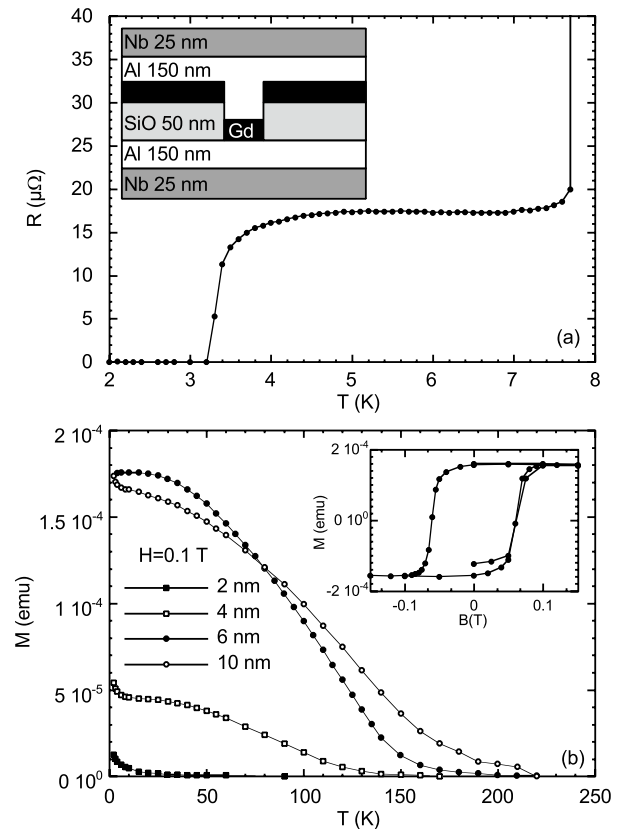 40
35
30
25
20
15
10
5
0
R (μΩ)
Nb 25 nm
Al 150 nm
SiO 50 nm
Gd
Al 150 nm
Nb 25 nm
(a)
2 3 4 5 6 7 8
T (K)
2 10⁻⁴
1.5 10⁻⁴
1 10⁻⁴
5 10⁻⁵
0 10⁰
M (emu)
H=0.1 T
2 nm
4 nm
6 nm
10 nm
2 10⁻⁴
0 10⁰
-2 10⁻⁴
M (emu)
-0.1 0 0.1
B(T)
(b)
0 50 100 150 200 250
T (K)